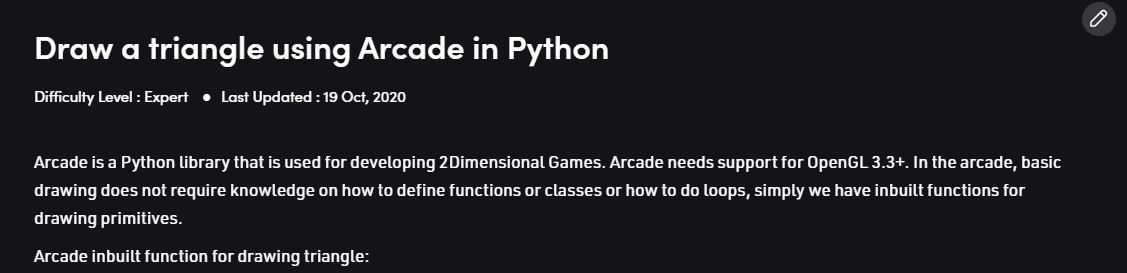 Draw a triangle using Arcade in Python
Difficulty Level : Expert ● Last Updated : 19 Oct, 2020
Arcade is a Python library that is used for developing 2Dimensional Games. Arcade needs support for OpenGL 3.3+. In the arcade, basic
drawing does not require knowledge on how to define functions or classes or how to do loops, simply we have inbuilt functions for
drawing primitives.
Arcade inbuilt function for drawing triangle: